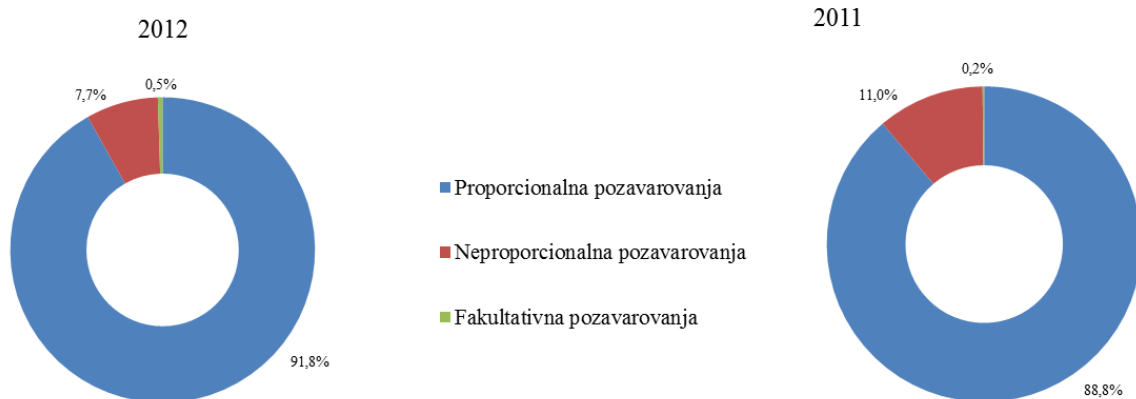 2012
0,5%
7,7%
91,8%
Proporcionalna pozavarovanja
Neproporcionalna pozavarovanja
Fakultativna pozavarovanja
2011
0,2%
11,0%
88,8%